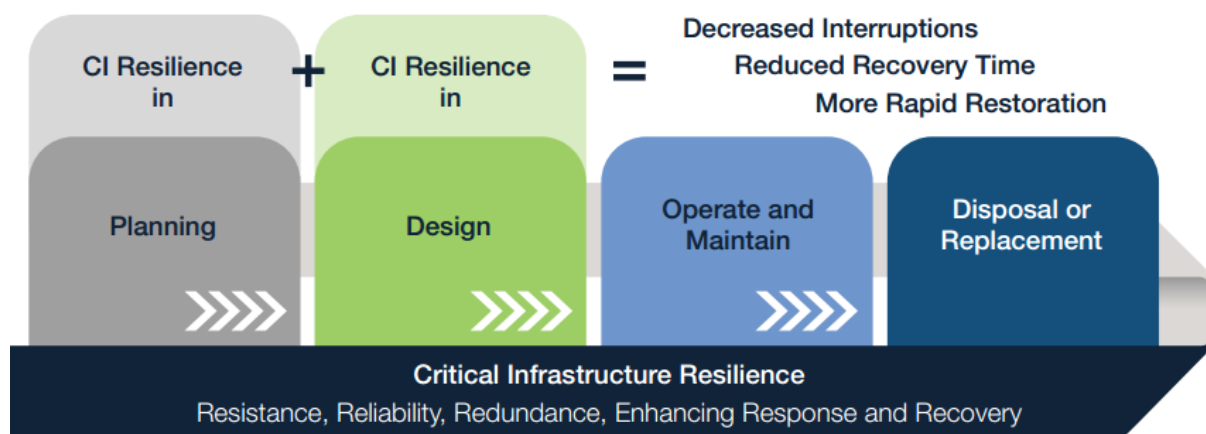 CI Resilience
in
+
CI Resilience
in
=
Decreased Interruptions
Reduced Recovery Time
More Rapid Restoration
Planning
Design
Operate and
Maintain
Disposal or
Replacement
Critical Infrastructure Resilience
Resistance, Reliability, Redundance, Enhancing Response and Recovery